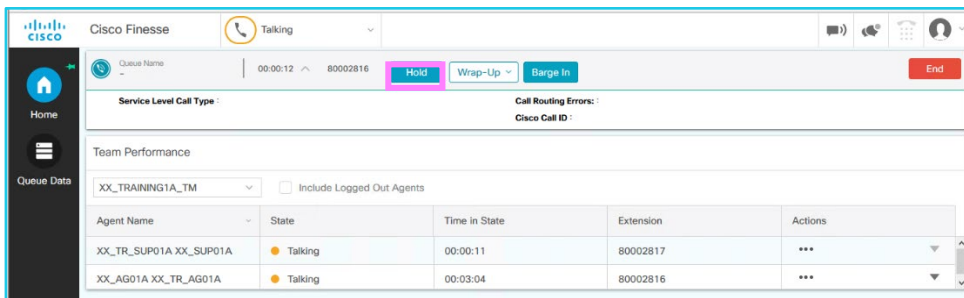 CISCO
Cisco Finesse
Talking
Queue Name
-
00:00:12
80002816
Hold
Wrap-Up
Barge In
End
Home
Service Level Call Type :
Call Routing Errors: :
Cisco Call ID :
Queue Data
Team Performance
XX_TRAINING1A_TM
Include Logged Out Agents
Agent Name State Time in State Extension Actions
XX_TR_SUP01A XX_SUP01A Talking 00:00:11 80002817
XX_AG01A XX_TR_AG01A Talking 00:03:04 80002816